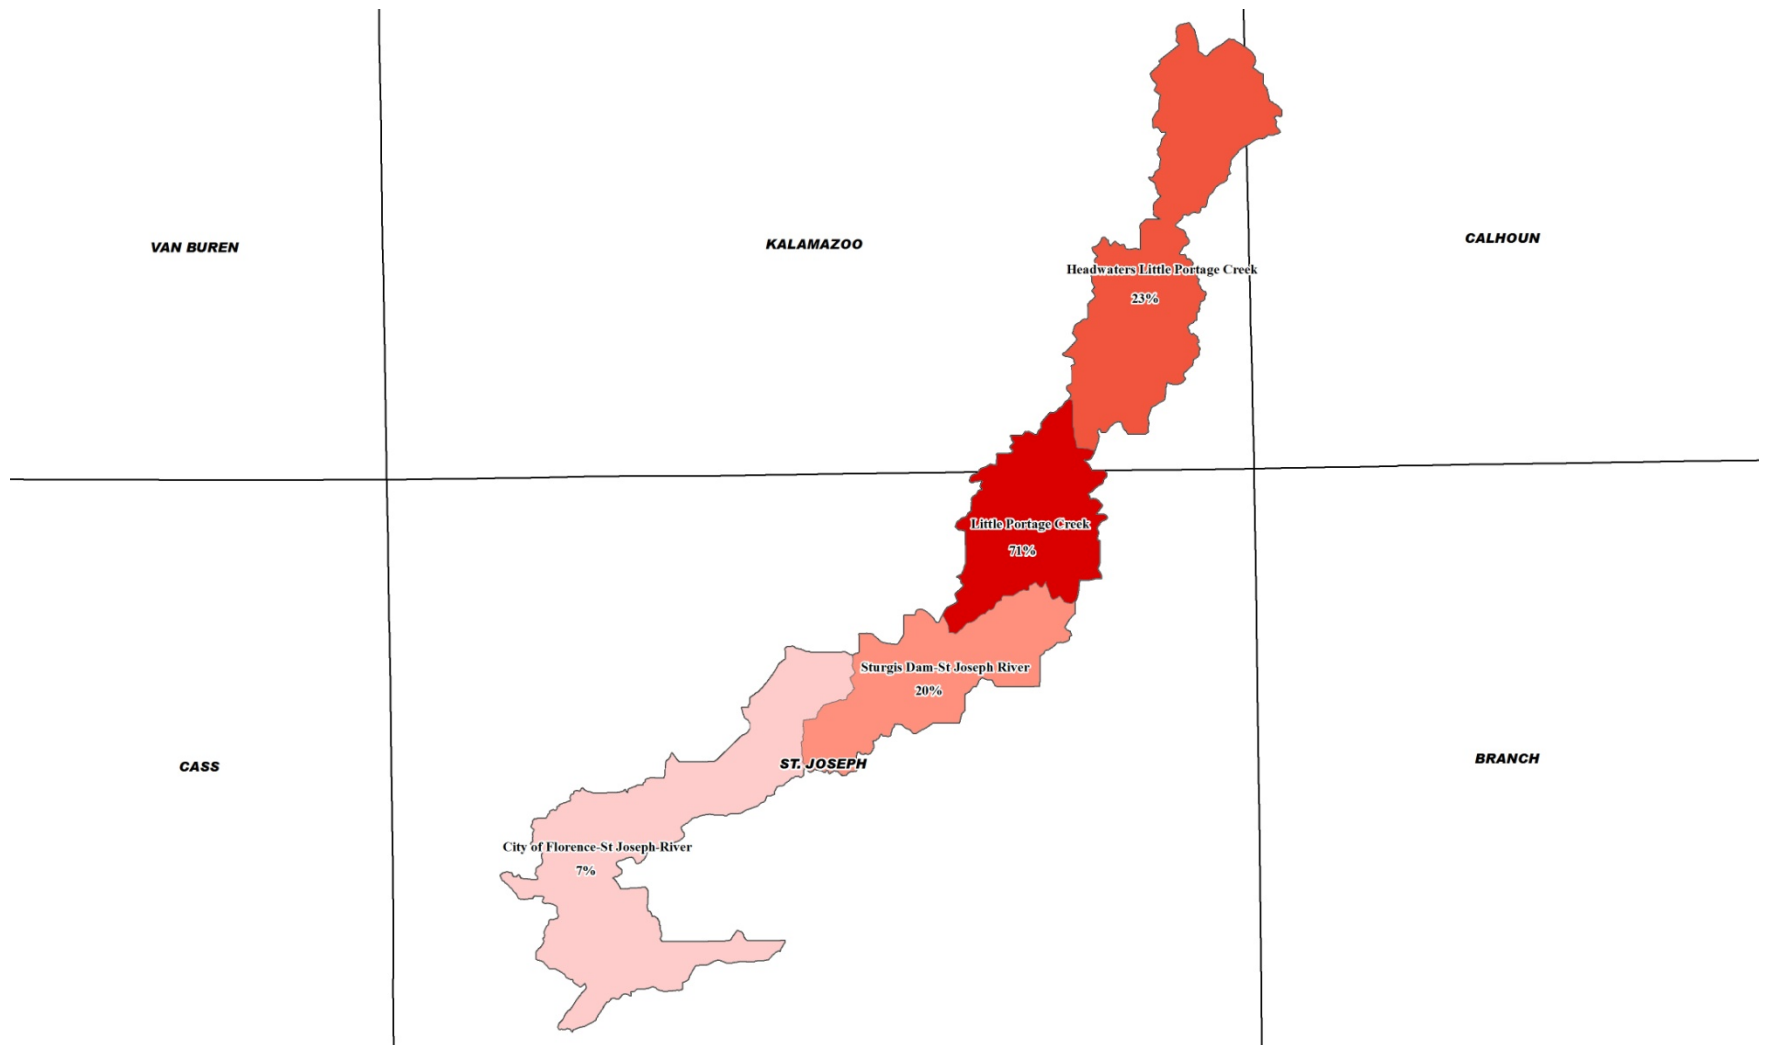 VAN BUREN
KALAMAZOO
CALHOUN
Headwaters Little Portage Creek
23%
Little Portage Creek
71%
Sturgis Dam-St Joseph River
20%
CASS
ST. JOSEPH
BRANCH
City of Florence-St Joseph-River
7%